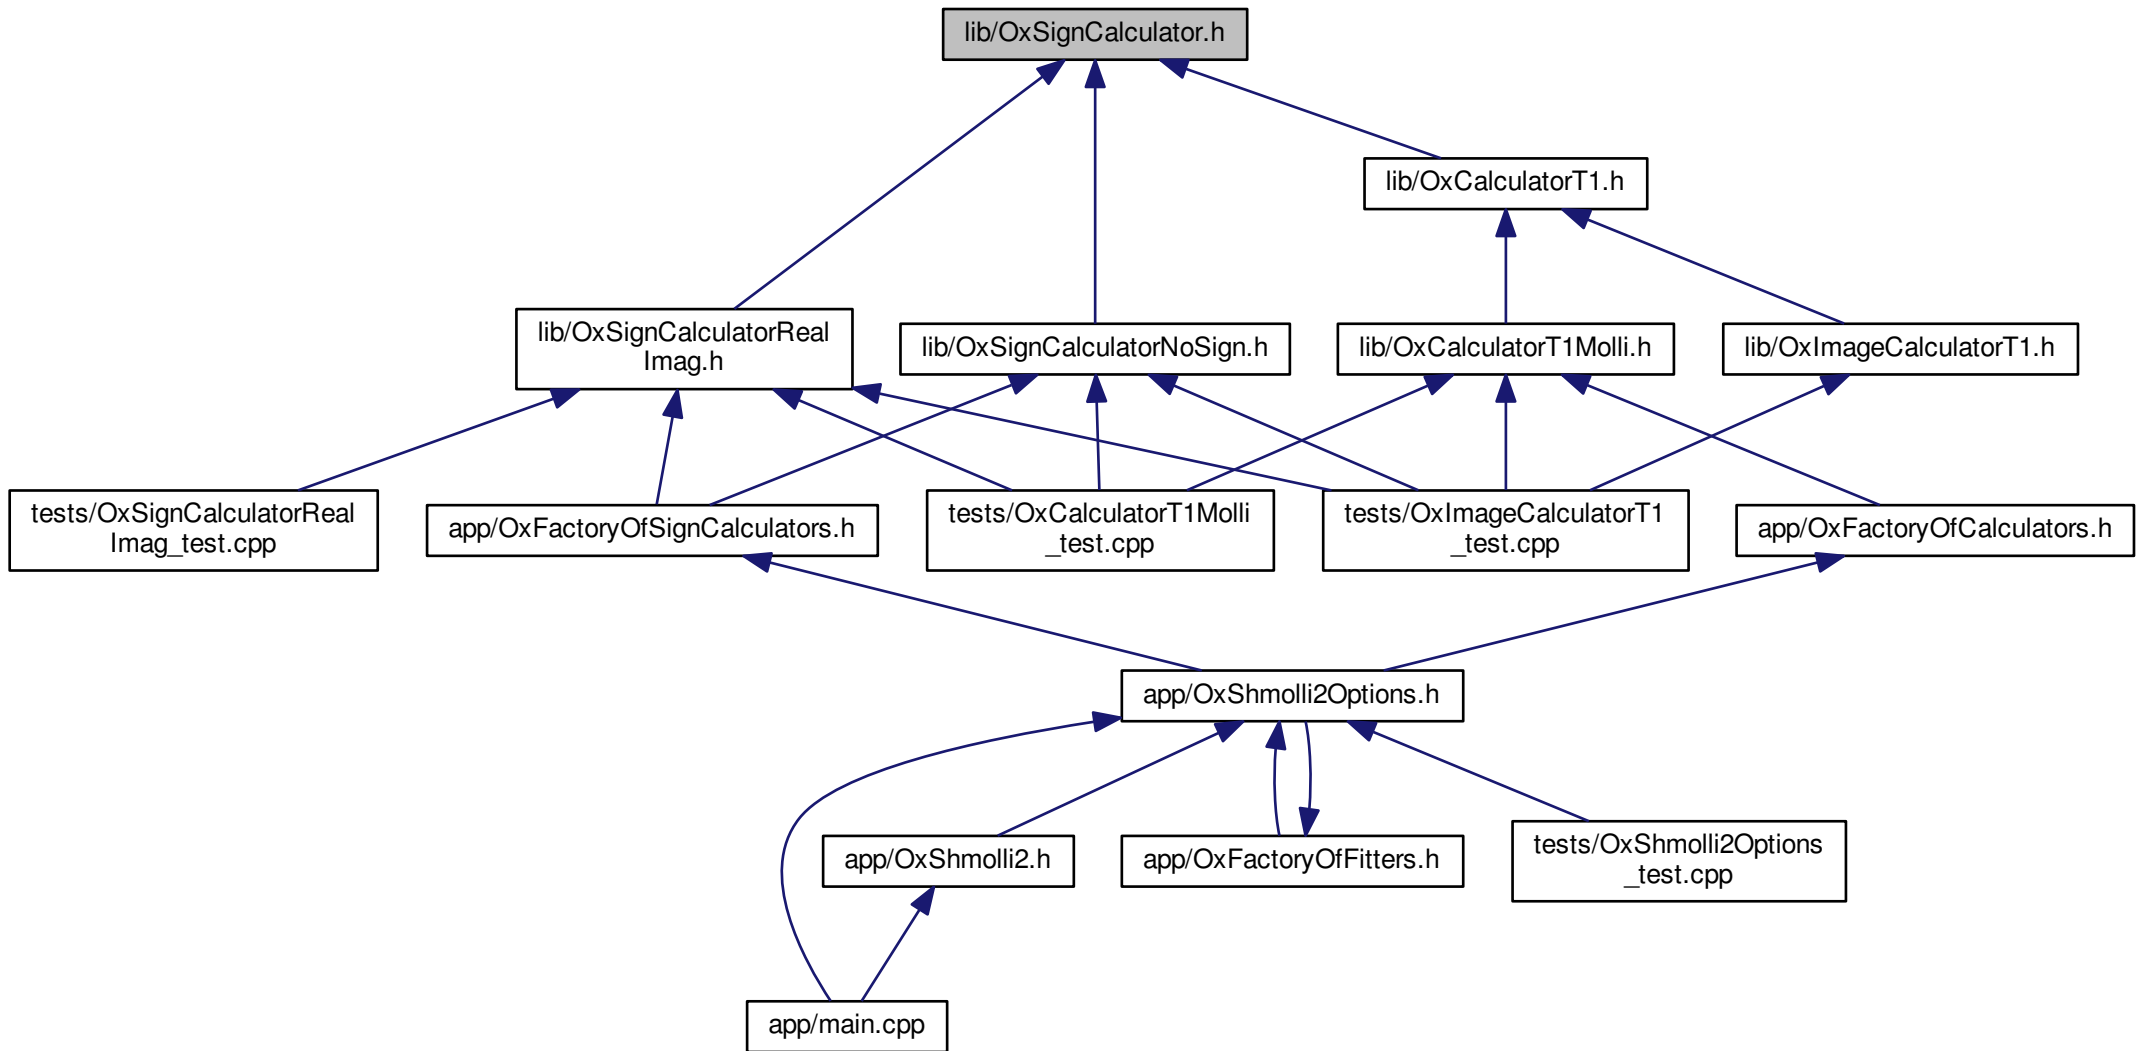 lib/OxSignCalculator.h
lib/OxCalculatorT1.h
lib/OxSignCalculatorReal
Imag.h
lib/OxSignCalculatorNoSign.h
lib/OxCalculatorT1Molli.h
lib/OxImageCalculatorT1.h
tests/OxSignCalculatorReal
Imag_test.cpp
app/OxFactoryOfSignCalculators.h
tests/OxCalculatorT1Molli
_test.cpp
tests/OxImageCalculatorT1
_test.cpp
app/OxFactoryOfCalculators.h
app/OxShmolli2Options.h
app/OxShmolli2.h
app/OxFactoryOfFitters.h
tests/OxShmolli2Options
_test.cpp
app/main.cpp